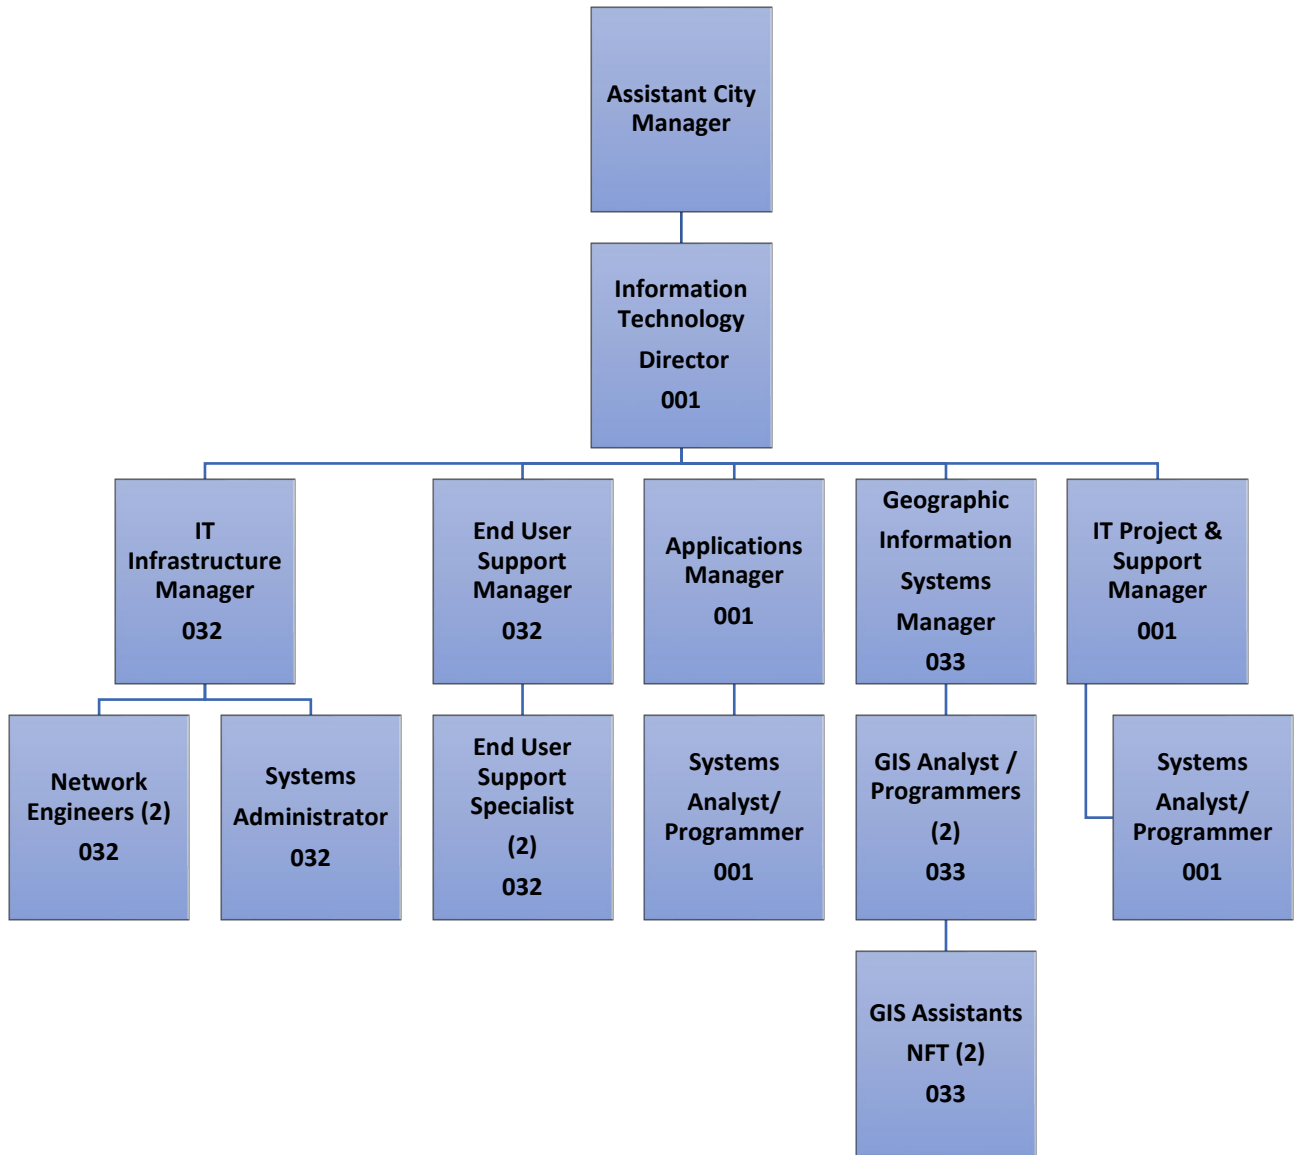 Assistant City
Manager
Information
Technology
Director
001
IT
Infrastructure
Manager
032
End User
Support
Manager
032
Applications
Manager
001
Geographic
Information
Systems
Manager
033
IT Project &
Support
Manager
001
Network
Engineers (2)
032
Systems
Administrator
032
End User
Support
Specialist
(2)
032
Systems
Analyst/
Programmer
001
GIS Analyst /
Programmers
(2)
033
Systems
Analyst/
Programmer
001
GIS Assistants
NFT (2)
033